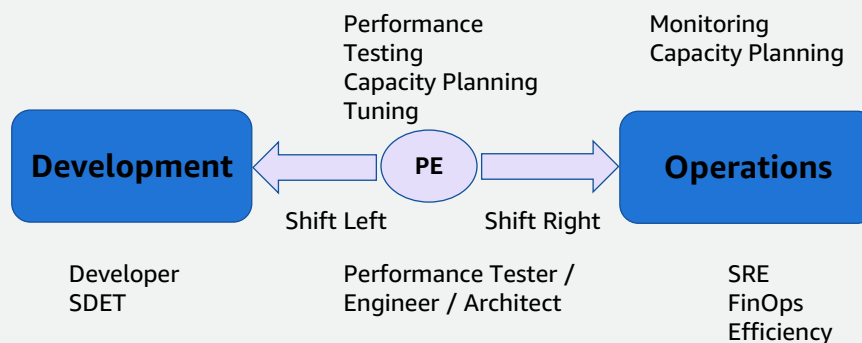 Performance
Testing
Capacity Planning
Tuning
Monitoring
Capacity Planning
Development
PE
Operations
Shift Left
Shift Right
Developer
SDET
Performance Tester /
Engineer / Architect
SRE
FinOps
Efficiency